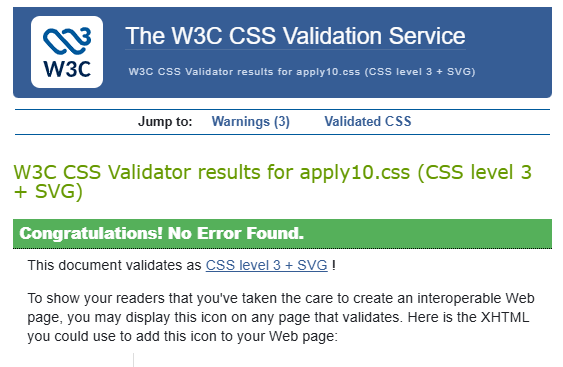 W3C
The W3C CSS Validation Service
W3C CSS Validator results for apply10.css (CSS level 3 + SVG)
Jump to: Warnings (3) Validated CSS
W3C CSS Validator results for apply10.css (CSS level 3
+ SVG)
Congratulations! No Error Found.
This document validates as CSS level 3 + SVG !
To show your readers that you've taken the care to create an interoperable Web
page, you may display this icon on any page that validates. Here is the XHTML
you could use to add this icon to your Web page: